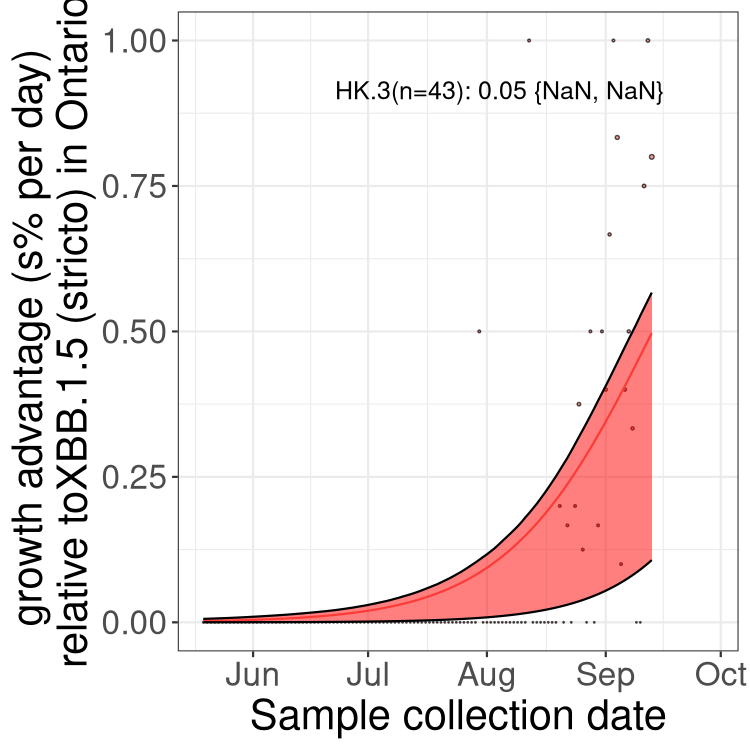 growth advantage (s% per day)
relative toXBB.1.5 (stricto) in Ontario
1.00
0.75
0.50
0.25
0.00
HK.3(n=43): 0.05 {NaN, NaN}
Jun Jul Aug Sep Oct
Sample collection date